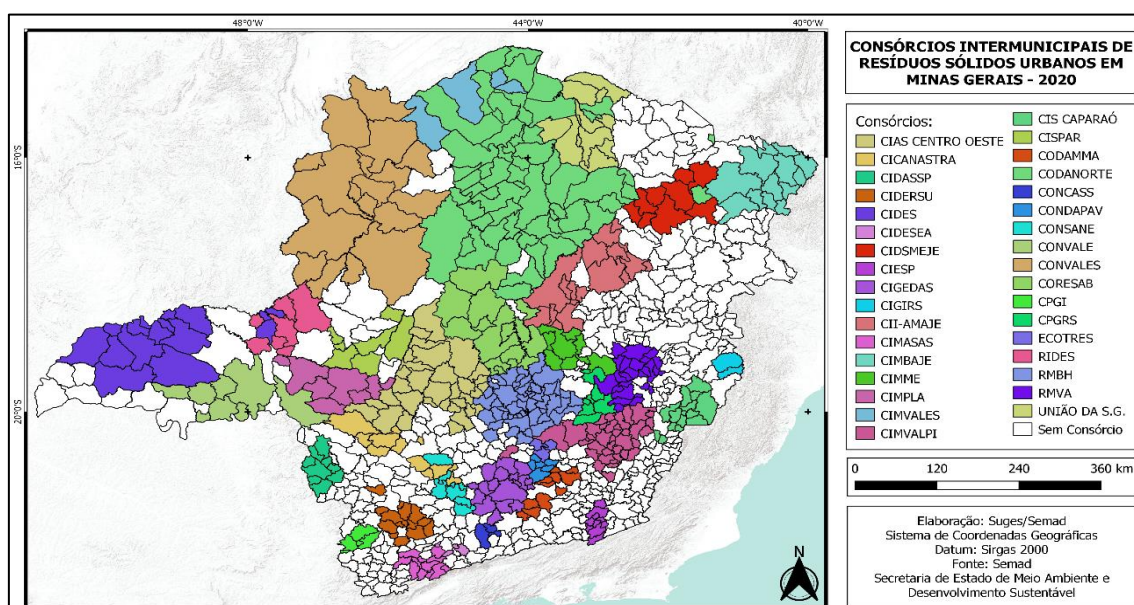 48°0'W 44°0'W 40°0'W
16°0'S
16°0'S
20°0'S
20°0'S
N
CONSÓRCIOS INTERMUNICIPAIS DE
RESÍDUOS SÓLIDOS URBANOS EM
MINAS GERAIS - 2020
Consórcios:
CIAS CENTRO OESTE
CICANASTRA
CIDASSP
CIDERSU
CIDES
CIDESEA
CIDSMEJE
CIESP
CIGEDAS
CIGIRS
CII-AMAJE
CIMASAS
CIMBAJE
CIMME
CIMPLA
CIMVALES
CIMVALPI
CIS CAPARAÓ
CISPAR
CODAMMA
CODANORTE
CONCASS
CONDAPAV
CONSANE
CONVALE
CONVALES
CORESAB
CPGI
CPGRS
ECOTRES
RIDES
RMBH
RMVA
UNIÃO DA S.G.
Sem Consórcio
0 120 240 360 km
Elaboração: Suges/Semad
Sistema de Coordenadas Geográficas
Datum: Sirgas 2000
Fonte: Semad
Secretaria de Estado de Meio Ambiente e
Desenvolvimento Sustentável